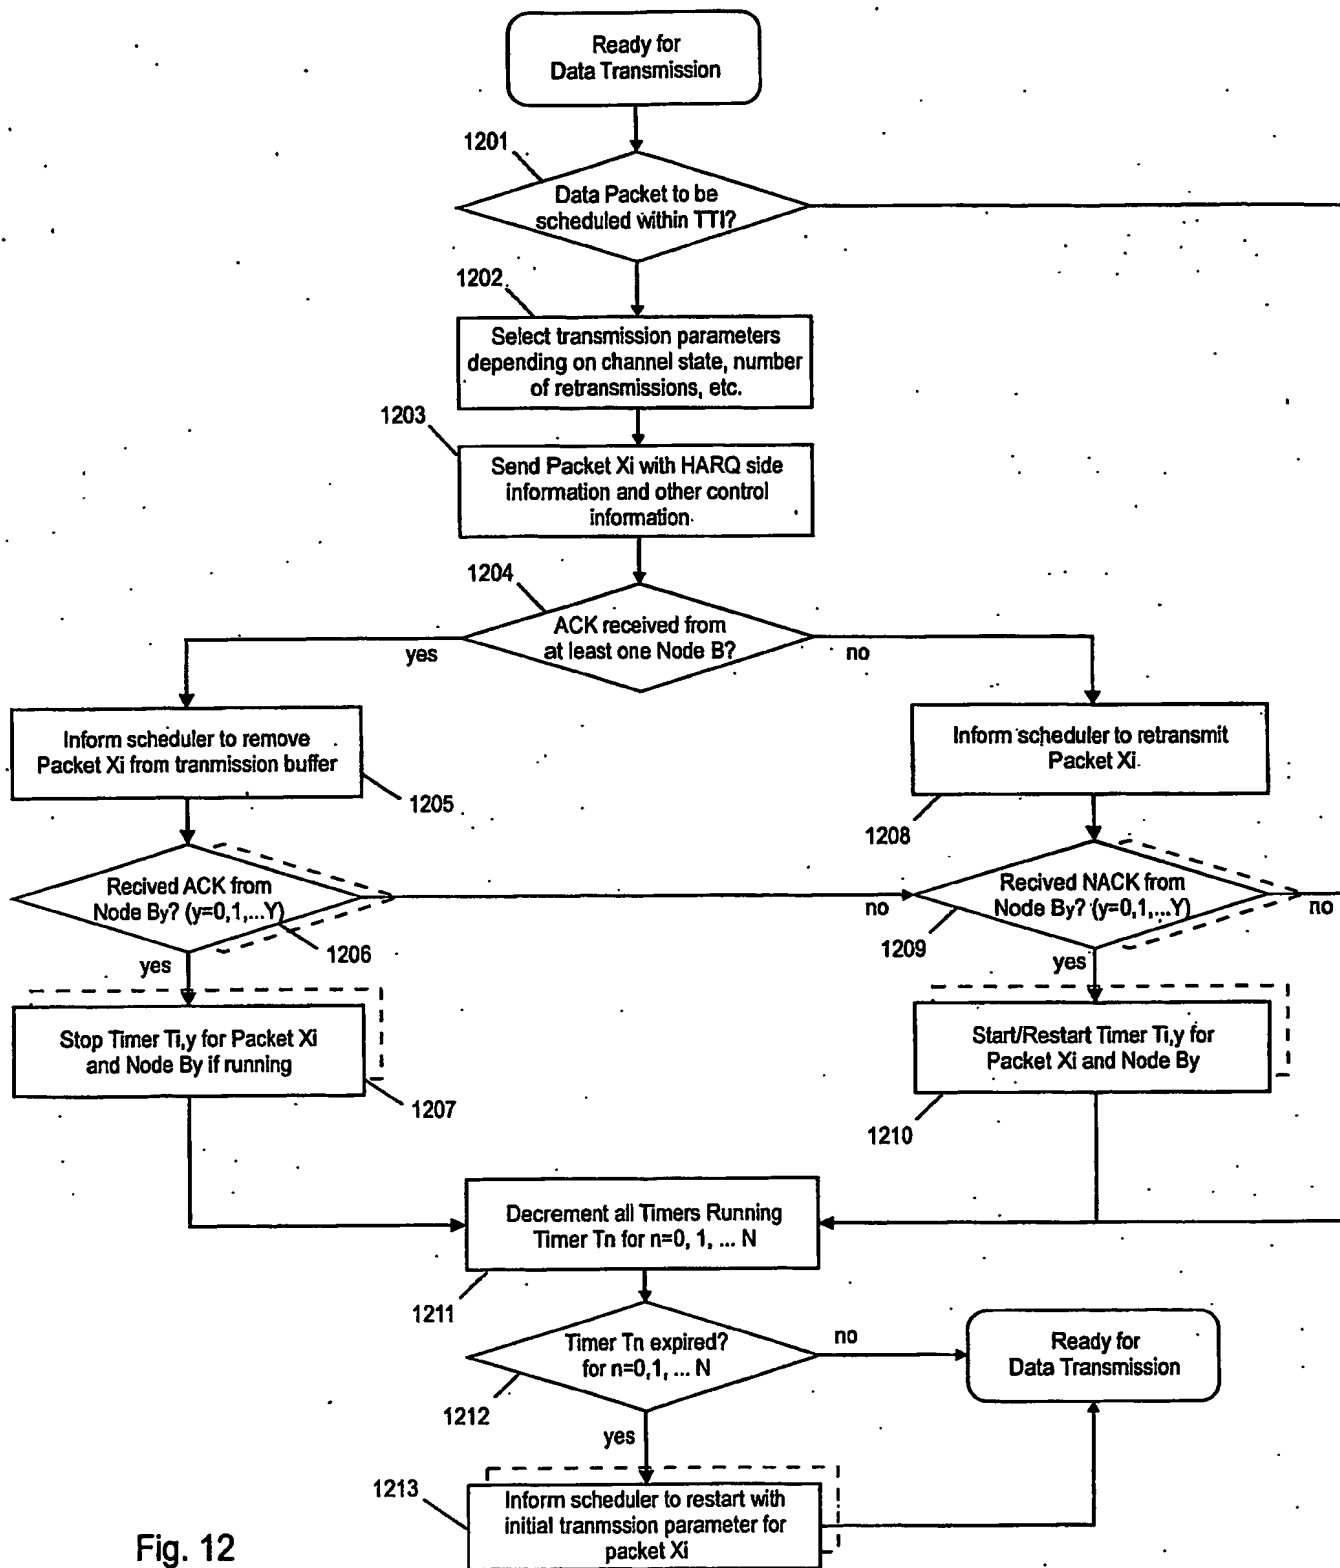 Ready for
Data Transmission
1201
Data Packet to be
scheduled within TTI?
1202
Select transmission parameters
depending on channel state, number
of retransmissions, etc.
1203
Send Packet Xi with HARQ side
information and other control
information
1204
ACK received from
at least one Node B?
yes
no
Inform scheduler to remove
Packet Xi from tranmission buffer
1205
Inform scheduler to retransmit
Packet Xi
1208
Recived ACK from
Node By? (y=0,1,...Y)
1206
no
yes
Recived NACK from
Node By? (y=0,1,...Y)
1209
no
yes
Stop Timer Ti,y for Packet Xi
and Node By if running
1207
Start/Restart Timer Ti,y for
Packet Xi and Node By
1210
Decrement all Timers Running
Timer Tn for n=0, 1, ... N
1211
Timer Tn expired?
for n=0,1, ... N
1212
no
yes
Ready for
Data Transmission
1213
Inform scheduler to restart with
initial tranmssion parameter for
packet Xi
Fig. 12